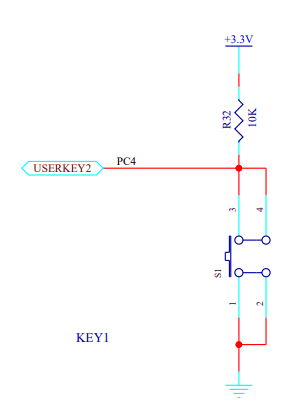 +3.3V
R32
10K
USERKEY2
PC4
3
4
S1
1
2
KEY1